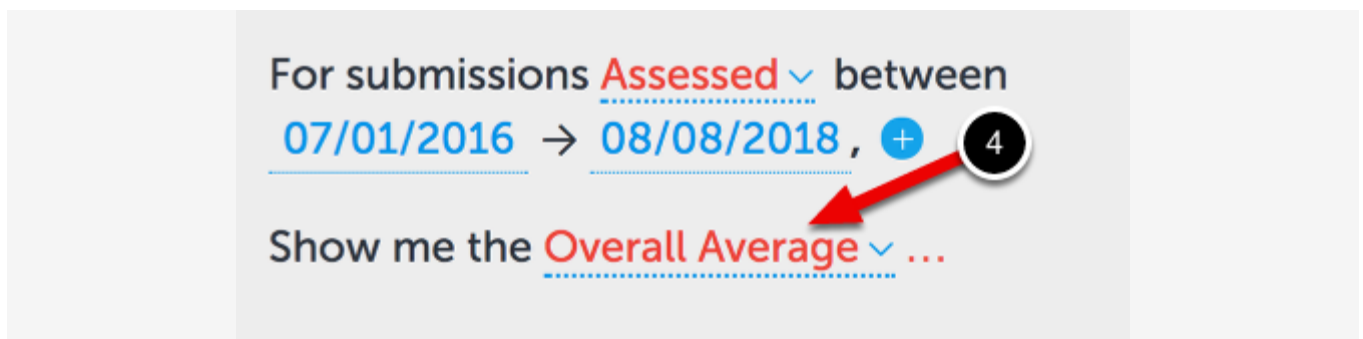 For submissions Assessed between
07/01/2016 → 08/08/2018, +
4
Show me the Overall Average ...